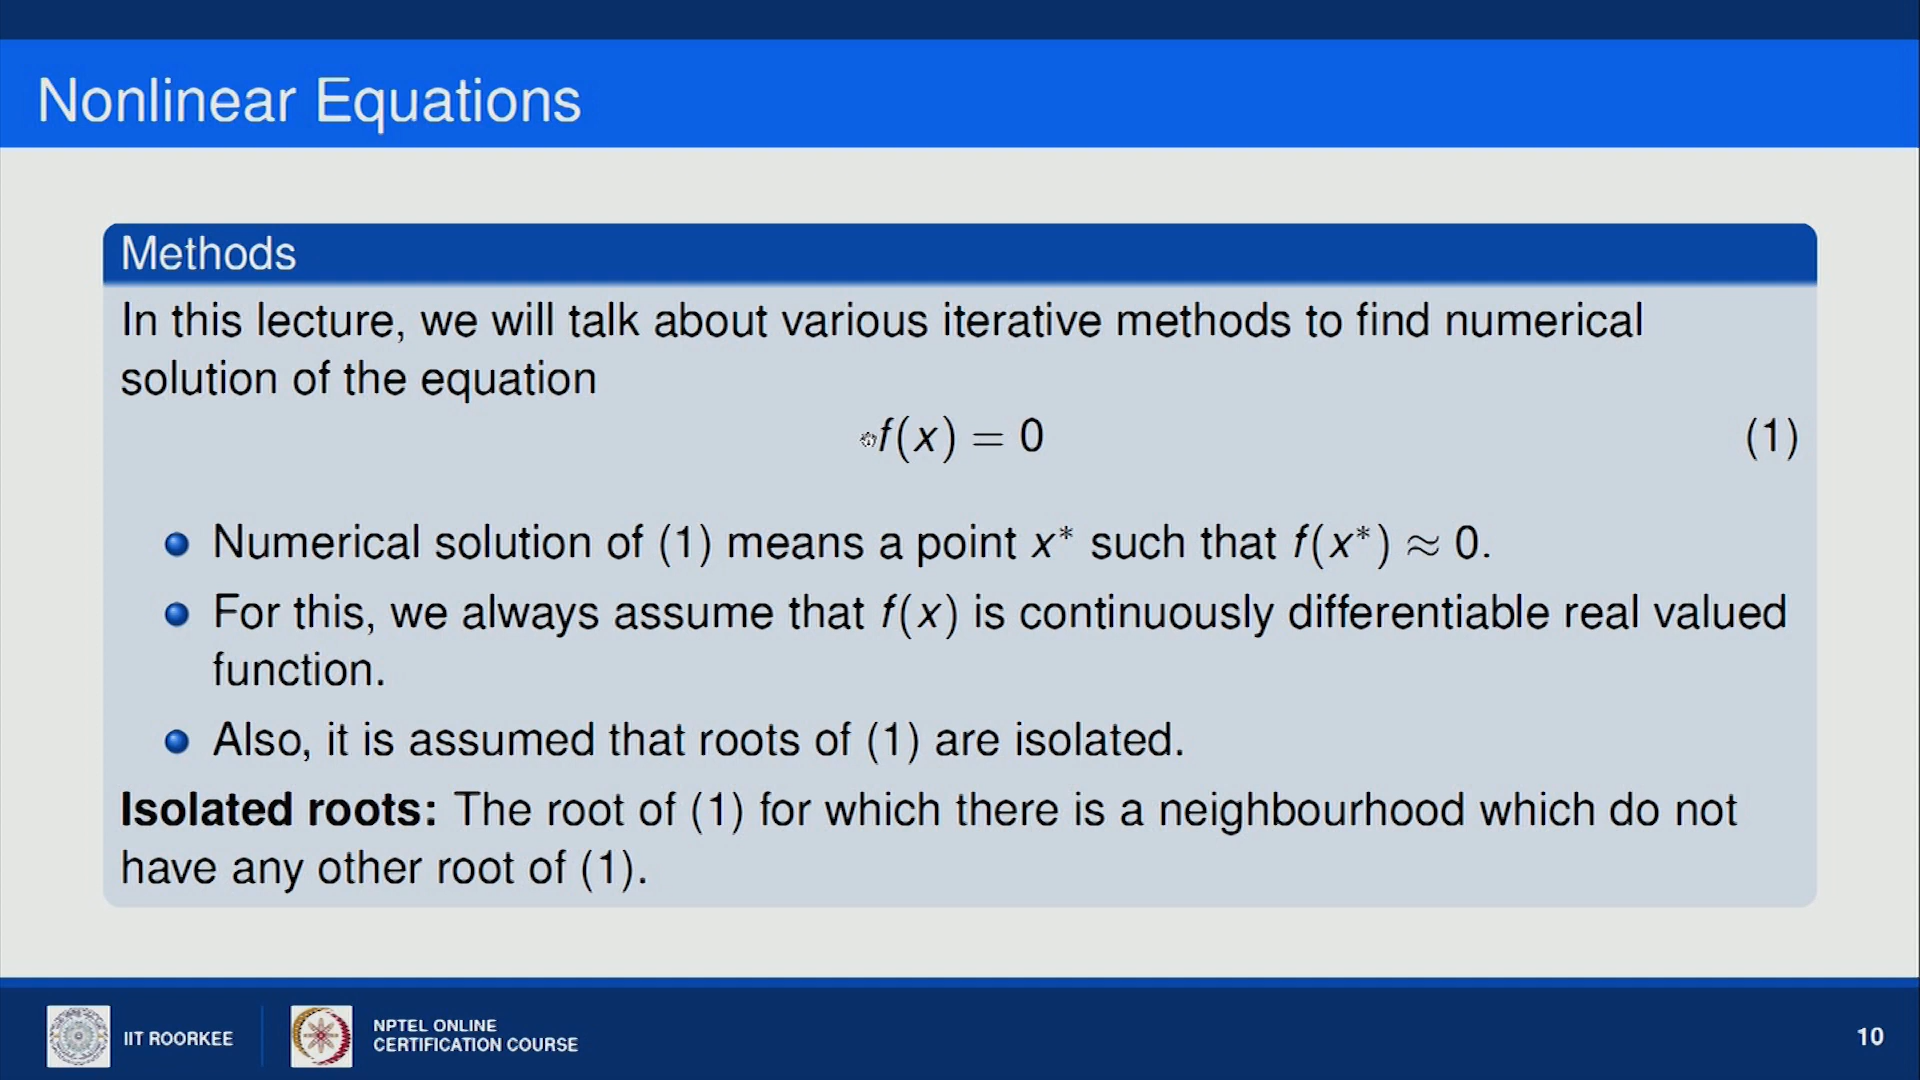 Nonlinear Equations
Methods
In this lecture, we will talk about various iterative methods to find numerical
solution of the equation
f(x) = 0 (1)
Numerical solution of (1) means a point x* such that f(x*) ≈ 0.
For this, we always assume that f(x) is continuously differentiable real valued
function.
Also, it is assumed that roots of (1) are isolated.
Isolated roots: The root of (1) for which there is a neighbourhood which do not
have any other root of (1).
IIT ROORKEE
NPTEL ONLINE
CERTIFICATION COURSE
10